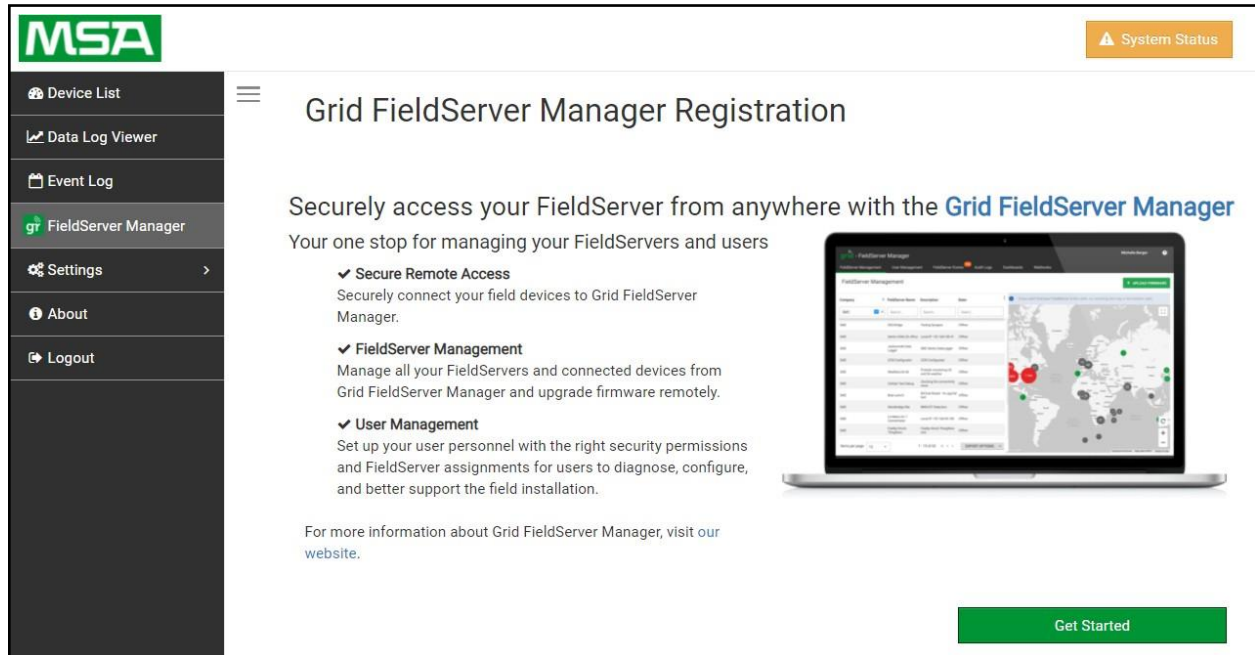 MSA
System Status
Device List
Data Log Viewer
Event Log
gr FieldServer Manager
Settings
About
Logout
Grid FieldServer Manager Registration
Securely access your FieldServer from anywhere with the Grid FieldServer Manager
Your one stop for managing your FieldServers and users
Secure Remote Access
Securely connect your field devices to Grid FieldServer
Manager.
FieldServer Management
Manage all your FieldServers and connected devices from
Grid FieldServer Manager and upgrade firmware remotely.
User Management
Set up your user personnel with the right security permissions
and FieldServer assignments for users to diagnose, configure,
and better support the field installation.
For more information about Grid FieldServer Manager, visit our
website.
FieldServer Manager
FieldServer Management
Get Started